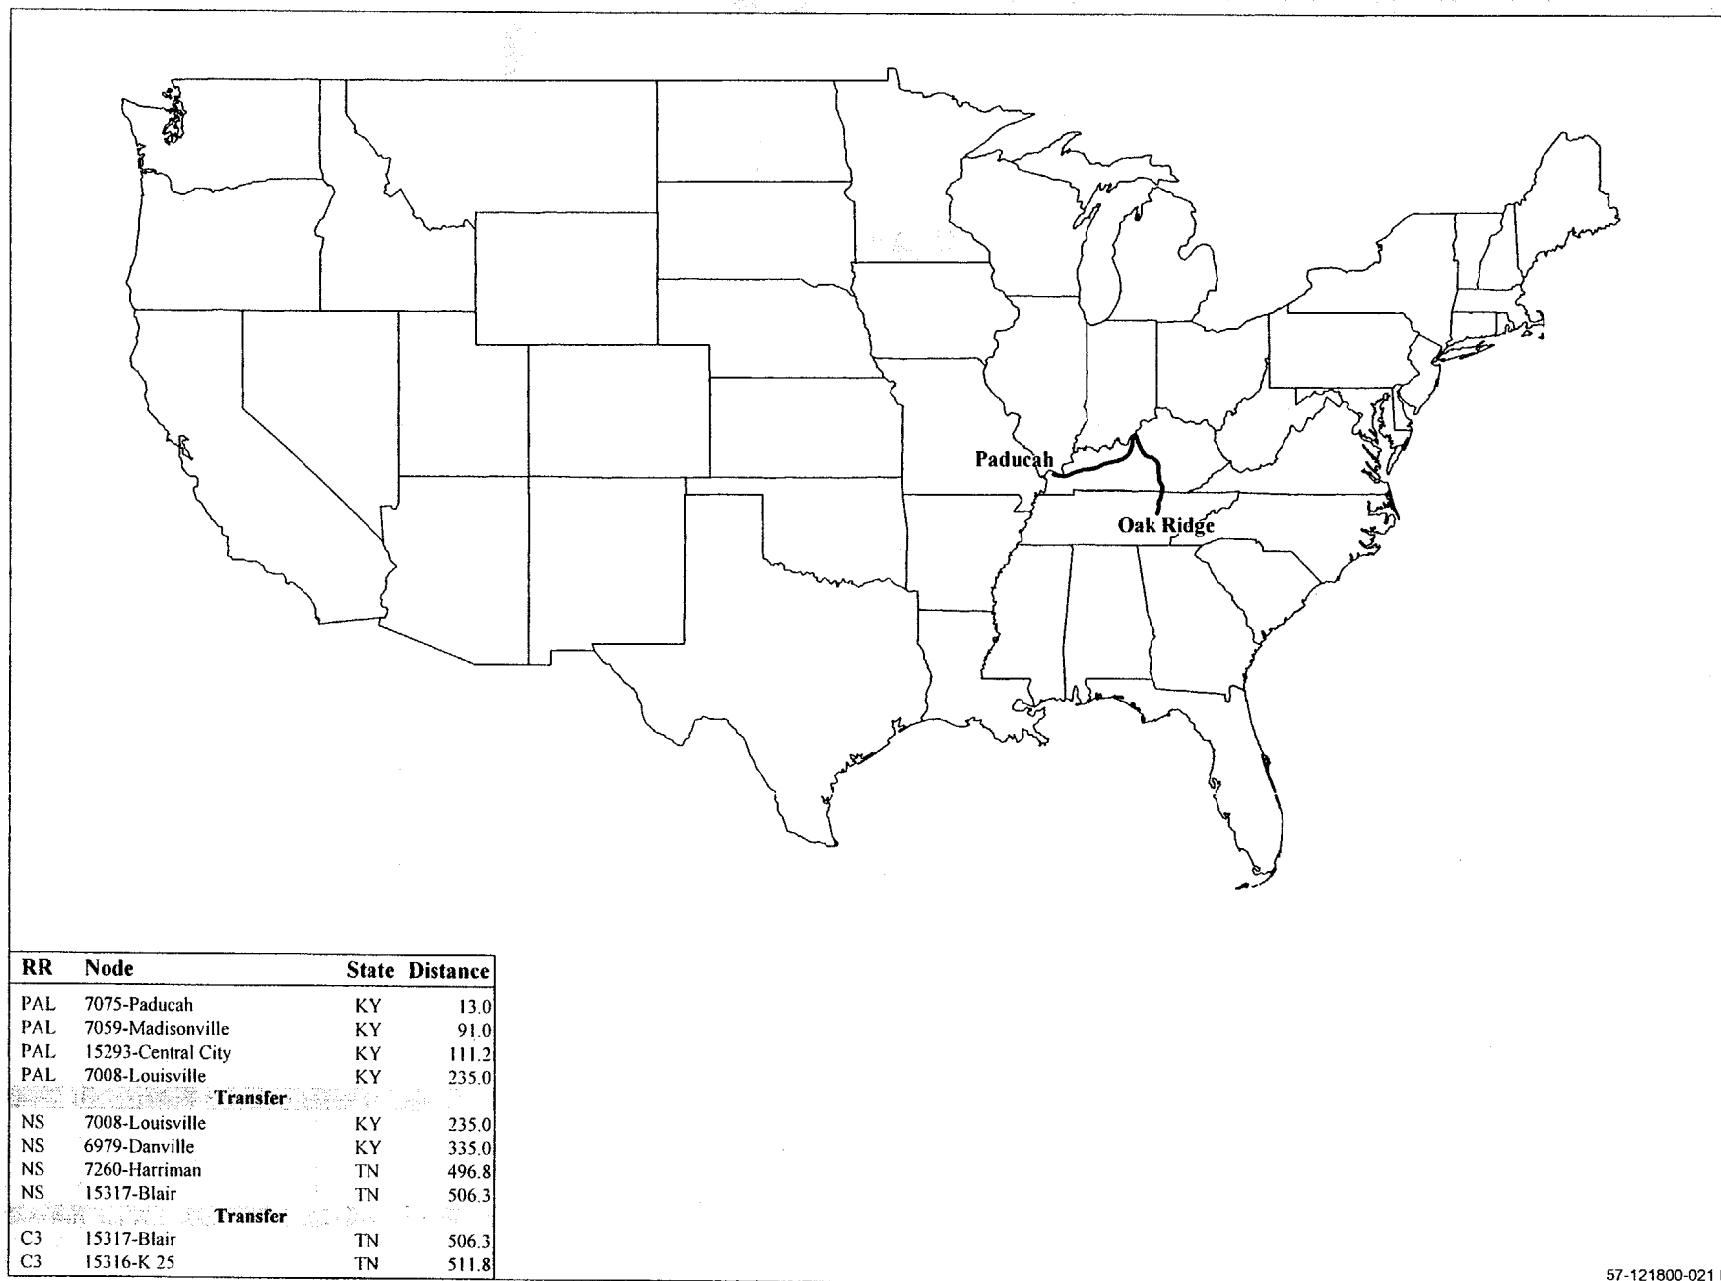 Paducah
Oak Ridge
RR Node State Distance
PAL 7075-Paducah KY 13.0
PAL 7059-Madisonville KY 91.0
PAL 15293-Central City KY 111.2
PAL 7008-Louisville KY 235.0
Transfer
NS 7008-Louisville KY 235.0
NS 6979-Danville KY 335.0
NS 7260-Harriman TN 496.8
NS 15317-Blair TN 506.3
Transfer
C3 15317-Blair TN 506.3
C3 15316-K 25 TN 511.8
57-121800-021